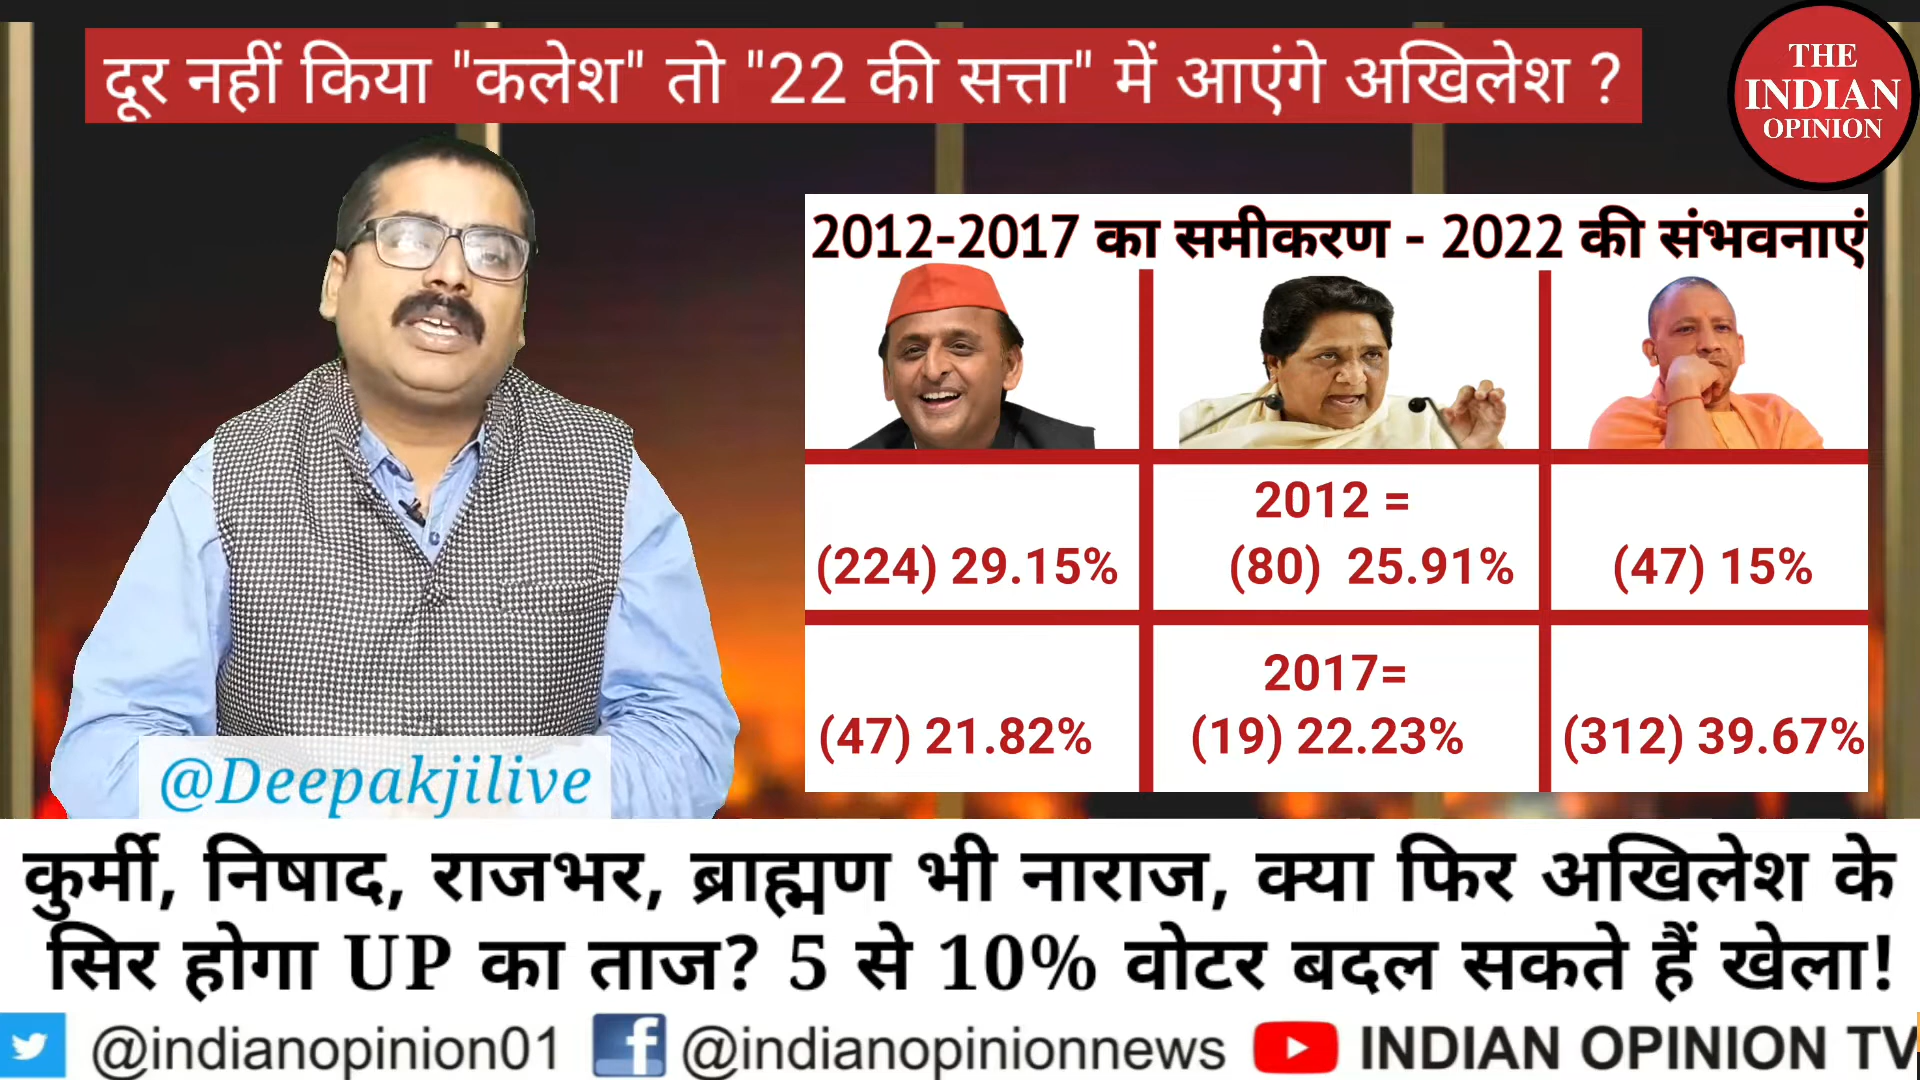 दूर नहीं किया "कलेश" तो "22 की सत्ता" में आएंगे अखिलेश ?
THE
INDIAN
OPINION
2012-2017 का समीकरण - 2022 की संभवनाएं
2012 =
(224) 29.15% (80) 25.91% (47) 15%
2017=
(47) 21.82% (19) 22.23% (312) 39.67%
@Deepakjilive
कुर्मी, निषाद, राजभर, ब्राह्मण भी नाराज, क्या फिर अखिलेश के
सिर होगा UP का ताज? 5 से 10% वोटर बदल सकते हैं खेला!
@indianopinion01 @indianopinionnews INDIAN OPINION TV